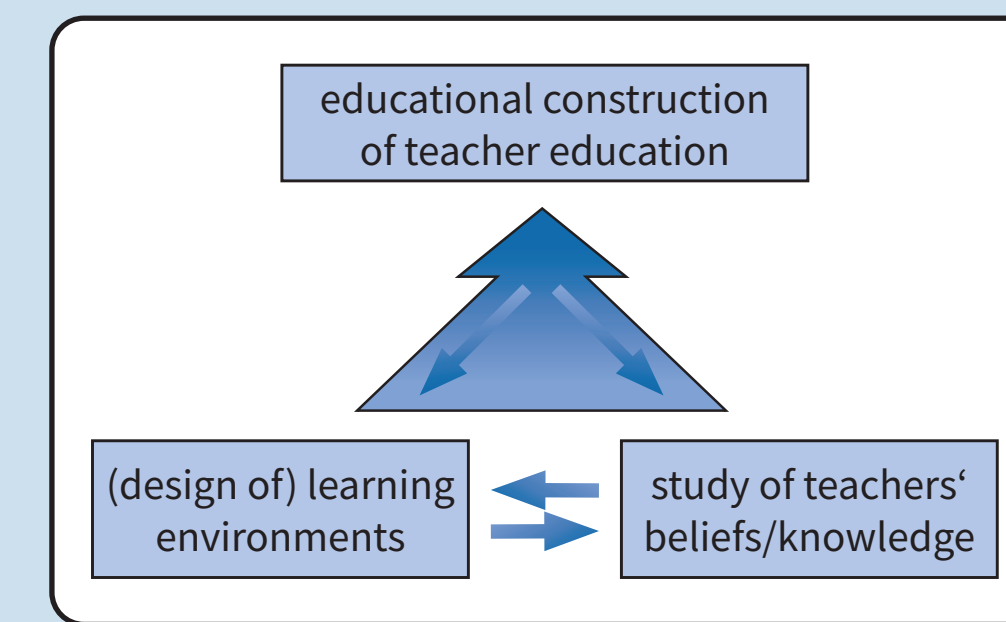 educational construction
of teacher education
(design of) learning
environments
study of teachers‘
beliefs/knowledge